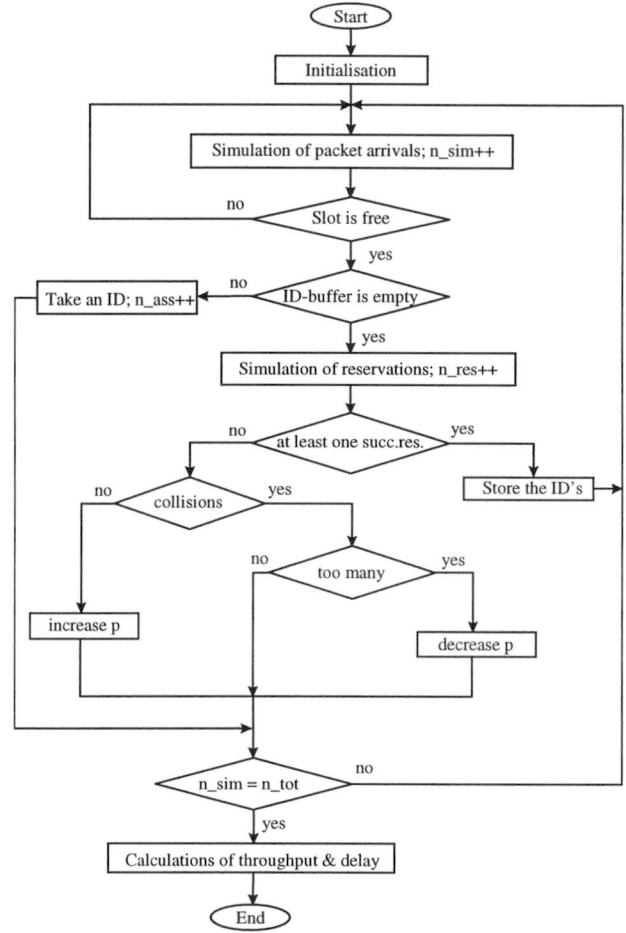 Start
Initialisation
Simulation of packet arrivals; n_sim++
no
Slot is free
yes
no
Take an ID; n_ass++
ID-buffer is empty
yes
Simulation of reservations; n_res++
no
at least one succ.res.
yes
no
collisions
yes
Store the ID's
no
too many
yes
increase p
decrease p
n_sim = n_tot
no
yes
Calculations of throughput & delay
End